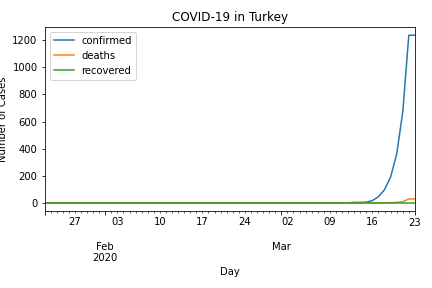 COVID-19 in Turkey
confirmed
deaths
recovered
Number of Cases
1200
1000
800
600
400
200
0
27 03 10 17 24 02 09 16 23
Feb Mar
2020
Day